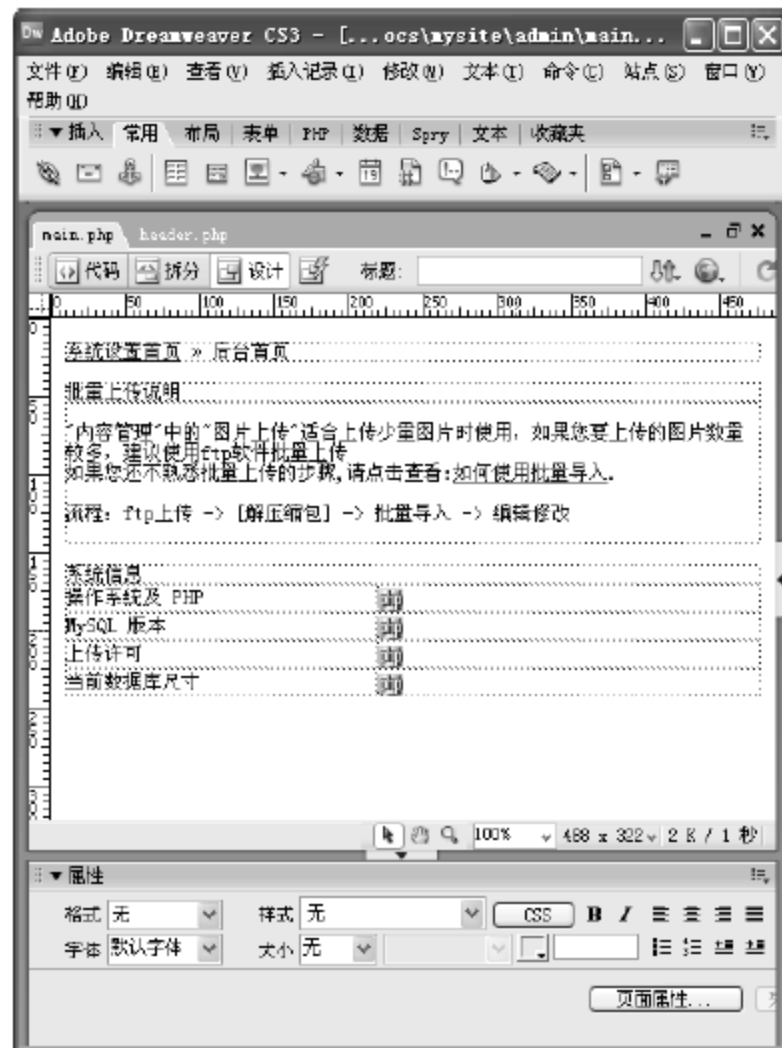 Adobe Dreamweaver CS3 - [...ocs\mysite\admin\main...
文件(F) 编辑(E) 查看(V) 插入记录(I) 修改(M) 文本(T) 命令(C) 站点(S) 窗口(W)
帮助(H)
▼插入 常用 布局 表单 PHP 数据 Spry 文本 收藏夹
main.php header.php
代码 拆分 设计 标题:
0 50 100 150 200 250 300 350 400 450
系统设置首页 » 后台首页
批量上传说明
"内容管理"中的"图片上传"适合上传少量图片时使用，如果您要上传的图片数量
较多，建议使用ftp软件批量上传
如果您还不熟悉批量上传的步骤,请点击查看:如何使用批量导入.
流程：ftp上传 -> [解压缩包] -> 批量导入 -> 编辑修改
系统信息
操作系统及 PHP
MySQL 版本
上传许可
当前数据库尺寸
100% 488 x 322 2 K / 1 秒
▼属性
格式 无 样式 无 CSS B I
字体 默认字体 大小 无
页面属性...